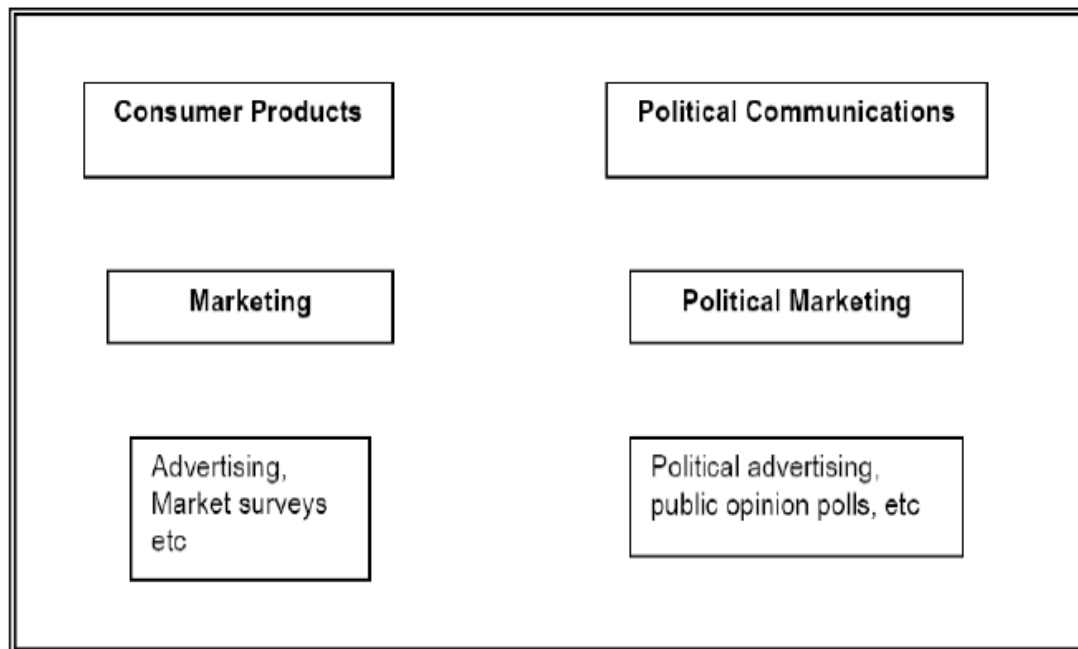 Consumer Products
Political Communications
Marketing
Political Marketing
Advertising,
Market surveys
etc
Political advertising,
public opinion polls, etc